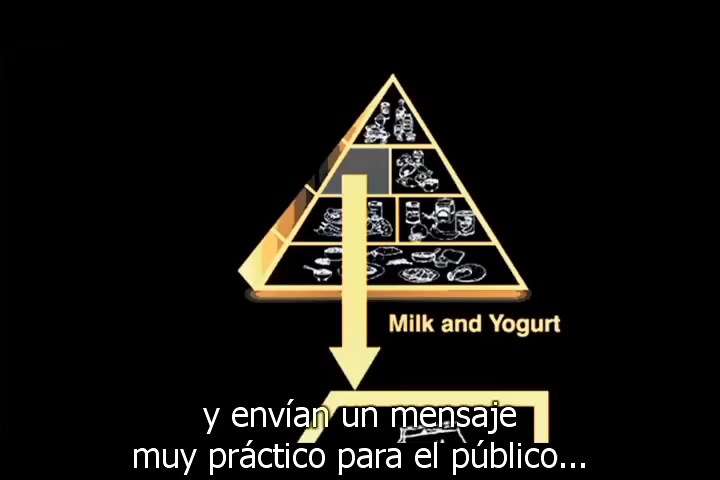 Milk and Yogurt
y envían un mensaje
muy práctico para el público...